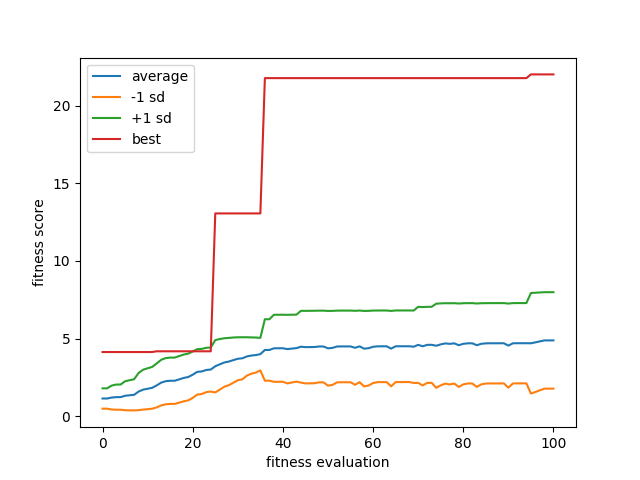 average
-1 sd
+1 sd
best
fitness score
20
15
10
5
0
0 20 40 60 80 100
fitness evaluation